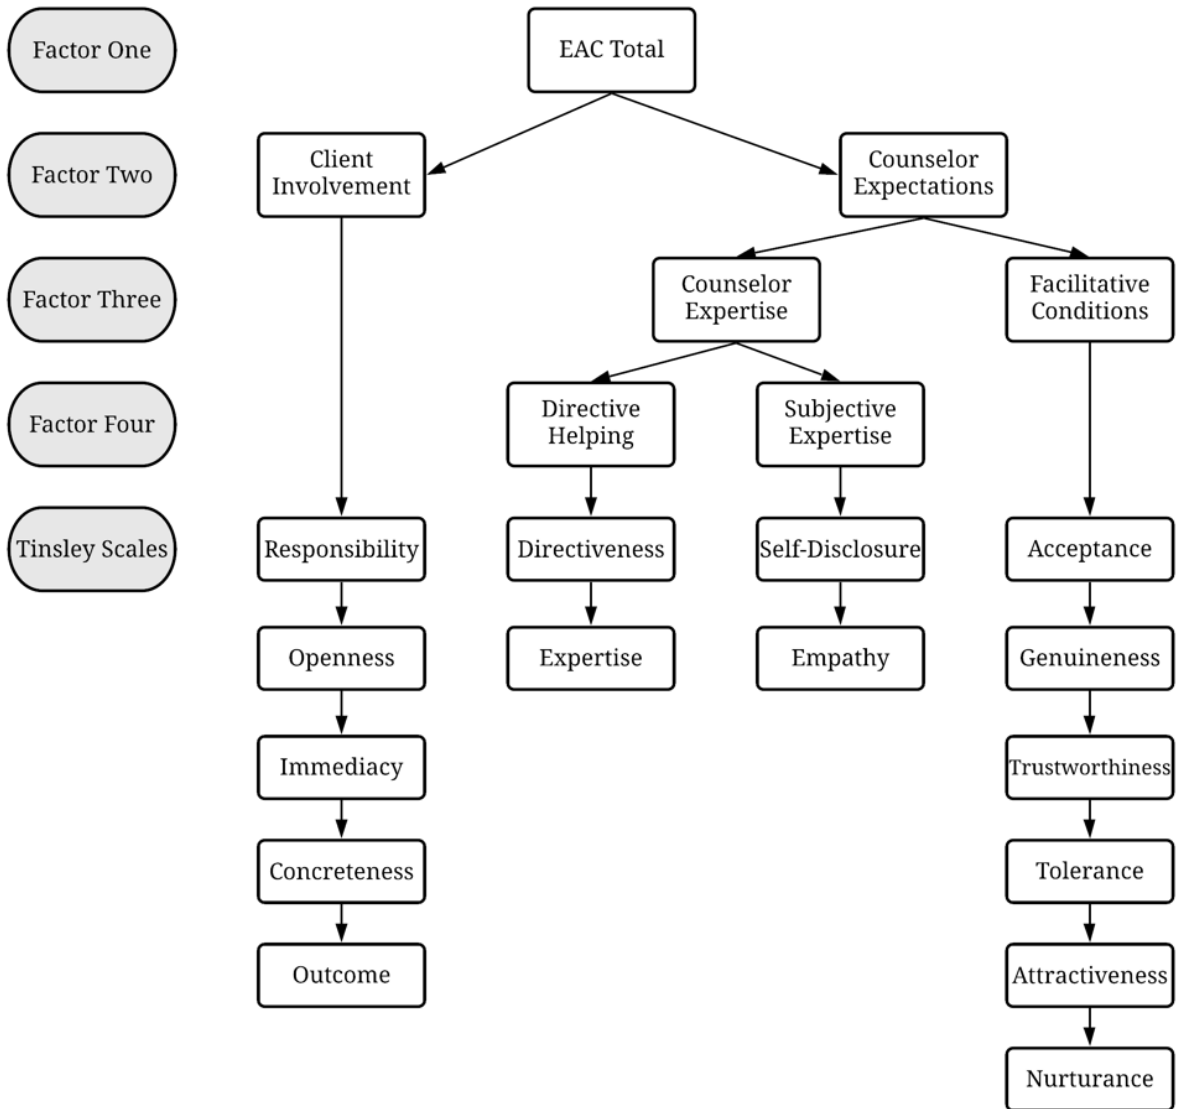 Factor One
EAC Total
Factor Two
Client
Involvement
Counselor
Expectations
Factor Three
Counselor
Expertise
Facilitative
Conditions
Factor Four
Directive
Helping
Subjective
Expertise
Tinsley Scales
Responsibility
Directiveness
Self-Disclosure
Acceptance
Openness
Expertise
Empathy
Genuineness
Immediacy
Trustworthiness
Concreteness
Tolerance
Outcome
Attractiveness
Nurturance